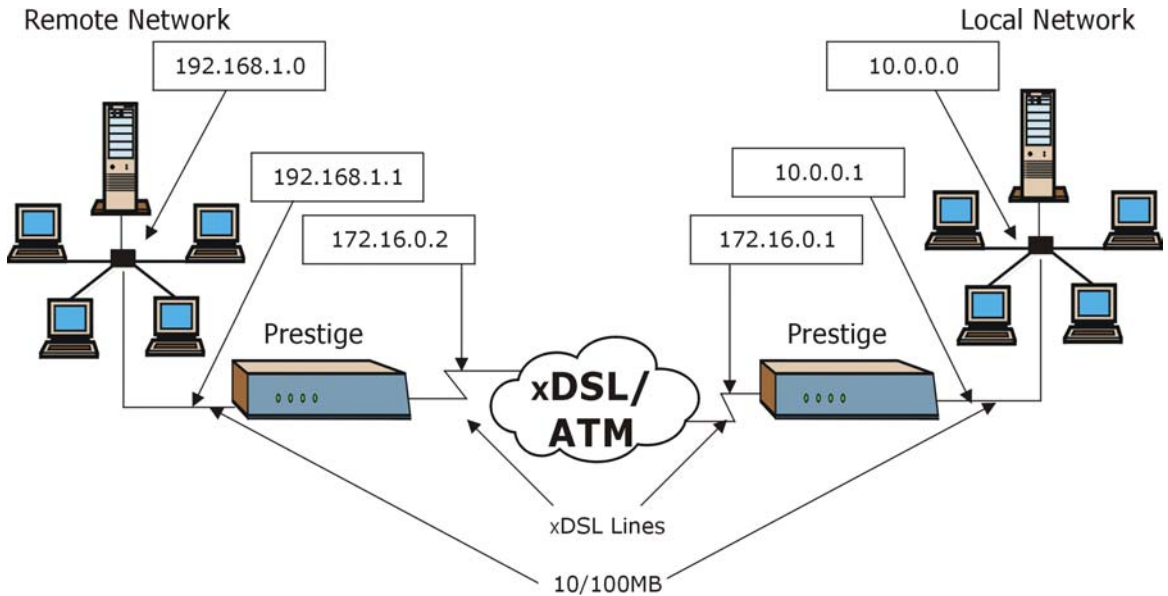 Remote Network
Local Network
192.168.1.0
10.0.0.0
192.168.1.1
10.0.0.1
172.16.0.2
172.16.0.1
Prestige
Prestige
xDSL/
ATM
xDSL Lines
10/100MB